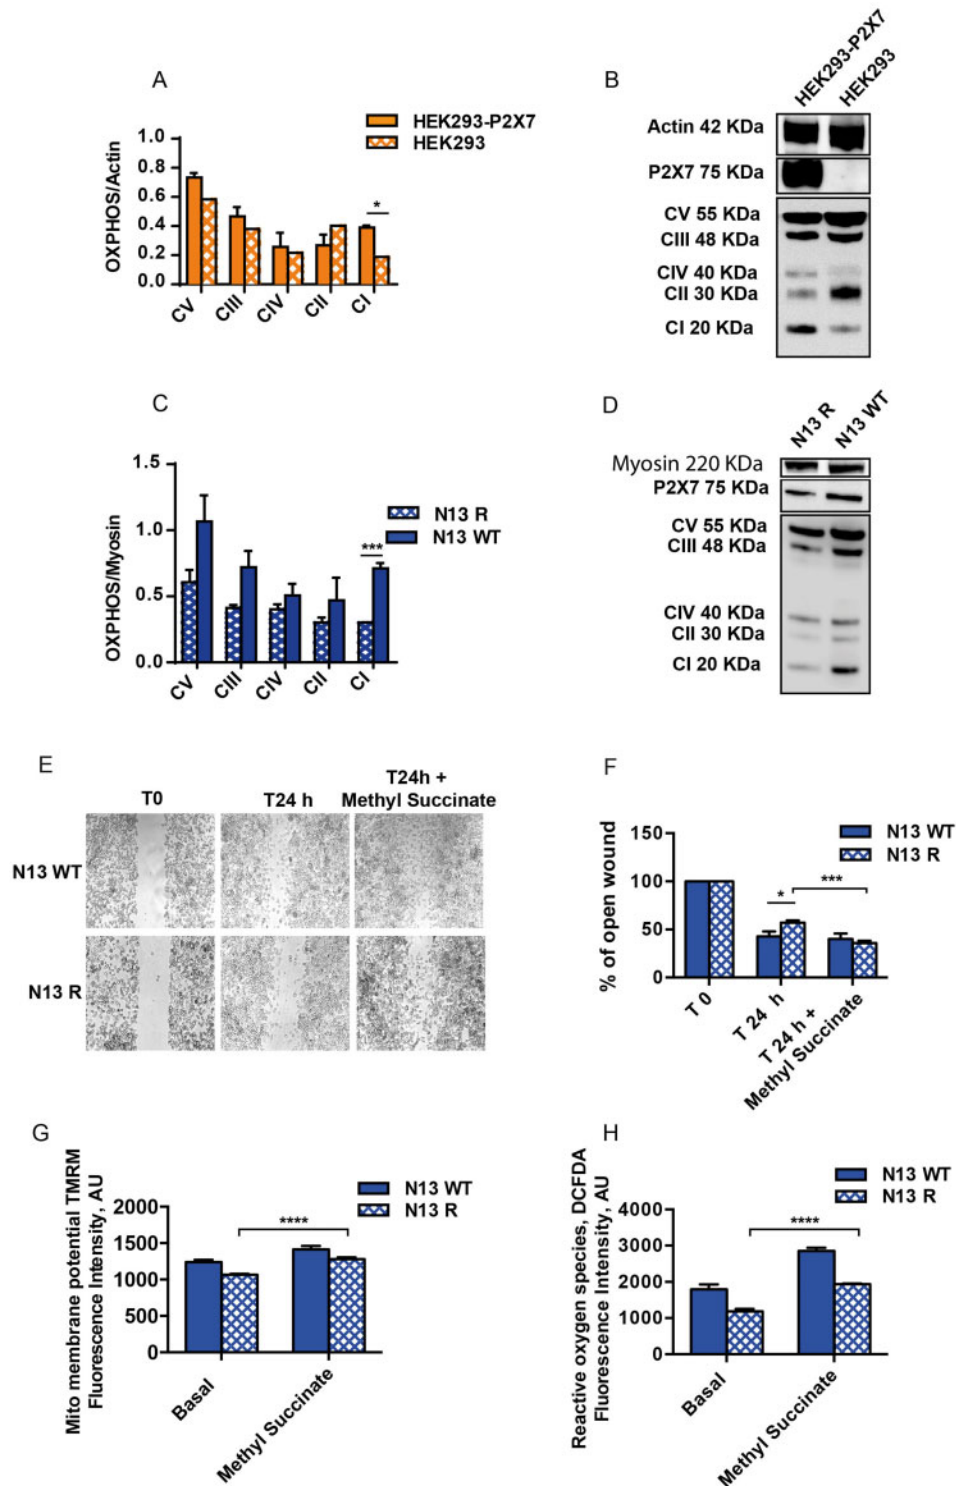 A
HEK293-P2X7
HEK293
OXPHOS/Actin
1.0
0.8
0.6
0.4
0.2
0.0
*
CV
CIII
CIV
CII
CI
B
HEK293-P2X7
HEK293
Actin 42 KDa
P2X7 75 KDa
CV 55 KDa
CIII 48 KDa
CIV 40 KDa
CII 30 KDa
CI 20 KDa
C
OXPHOS/Myosin
1.5
1.0
0.5
0.0
N13 R
N13 WT
***
CV
CIII
CIV
CII
CI
D
N13 R
N13 WT
Myosin 220 KDa
P2X7 75 KDa
CV 55 KDa
CIII 48 KDa
CIV 40 KDa
CII 30 KDa
CI 20 KDa
E
T0
T24 h
T24h +
Methyl Succinate
N13 WT
N13 R
F
N13 WT
N13 R
% of open wound
150
100
50
0
*
***
T 0
T 24 h
T 24 h +
Methyl Succinate
G
N13 WT
N13 R
Mito membrane potential TMRM
Fluorescence Intensity, AU
2000
1500
1000
500
0
****
Basal
Methyl Succinate
H
N13 WT
N13 R
Reactive oxygen species, DCFDA
Fluorescence Intensity, AU
4000
3000
2000
1000
0
****
Basal
Methyl Succinate